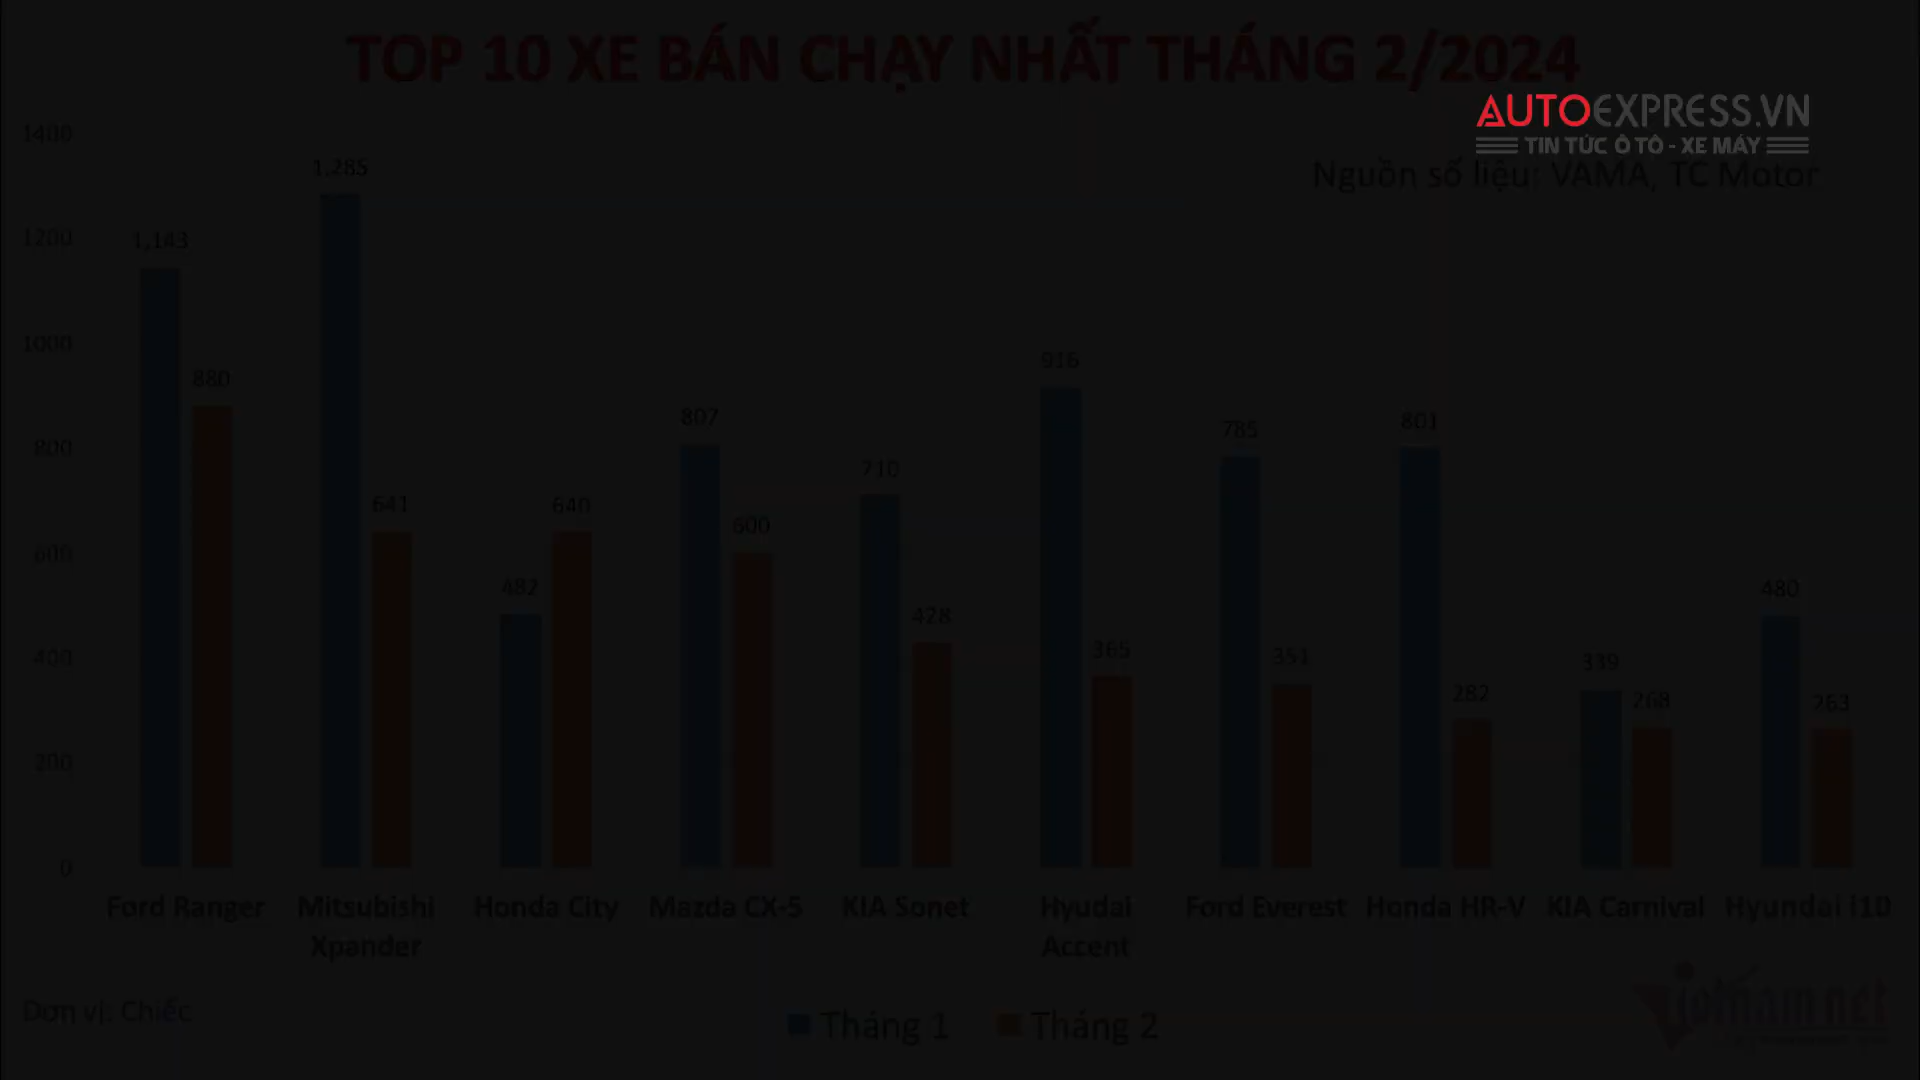 TOP 10 XE BÁN CHẠY NHẤT THÁNG 2/2024
AUTOEXPRESS.VN
TIN TỨC Ô TÔ - XE MÁY
Nguồn số liệu: VAMA, TC Motor
1400
1200
1000
800
600
400
200
0
1,143
880
1,285
641
482
640
807
600
710
428
916
365
785
351
801
282
339
268
480
263
Ford Ranger
Mitsubishi
Xpander
Honda City
Mazda CX-5
KIA Sonet
Hyudai
Accent
Ford Everest
Honda HR-V
KIA Carnival
Hyundai i10
Đơn vị: Chiếc
Tháng 1
Tháng 2
vietnamnet